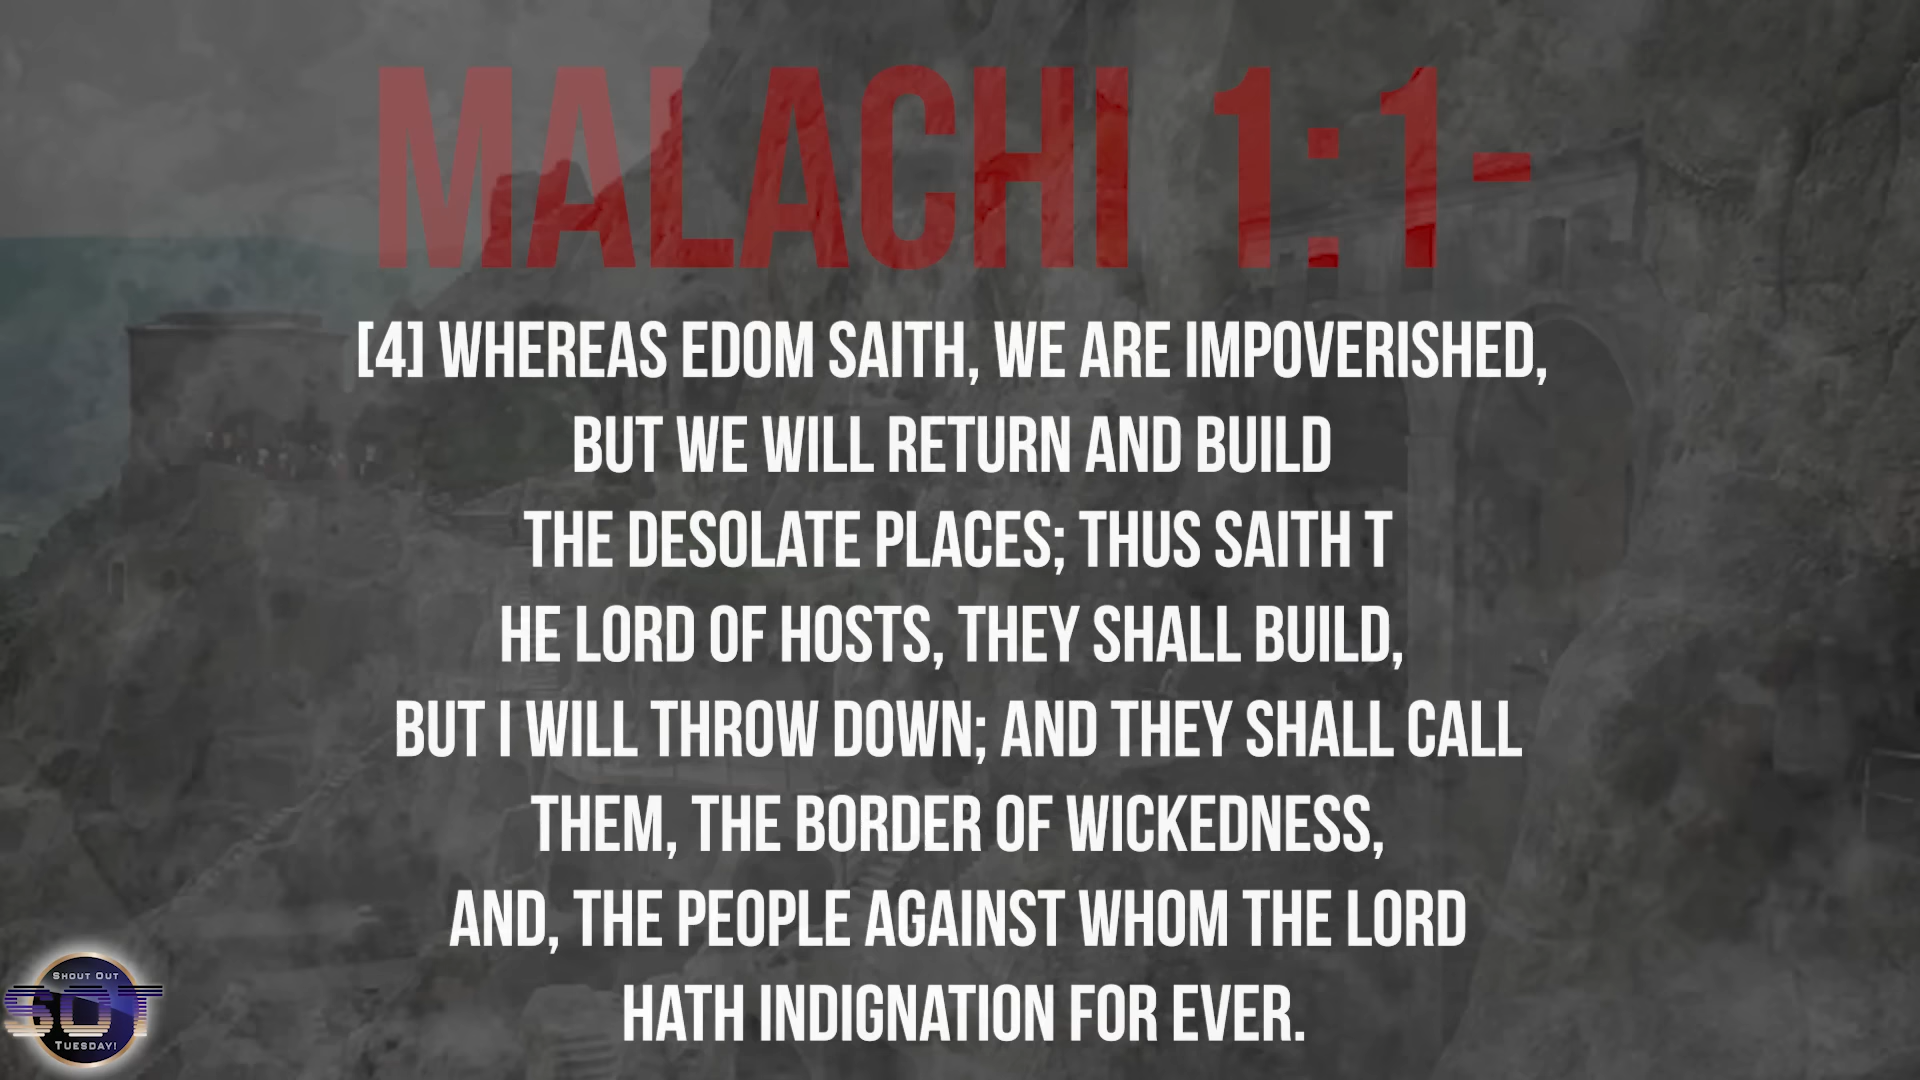 MALACHI 1:1-
[4] WHEREAS EDOM SAITH, WE ARE IMPOVERISHED,
BUT WE WILL RETURN AND BUILD
THE DESOLATE PLACES; THUS SAITH T
HE LORD OF HOSTS, THEY SHALL BUILD,
BUT I WILL THROW DOWN; AND THEY SHALL CALL
THEM, THE BORDER OF WICKEDNESS,
AND, THE PEOPLE AGAINST WHOM THE LORD
HATH INDIGNATION FOR EVER.
SHOUT OUT
SOT
TUESDAY!